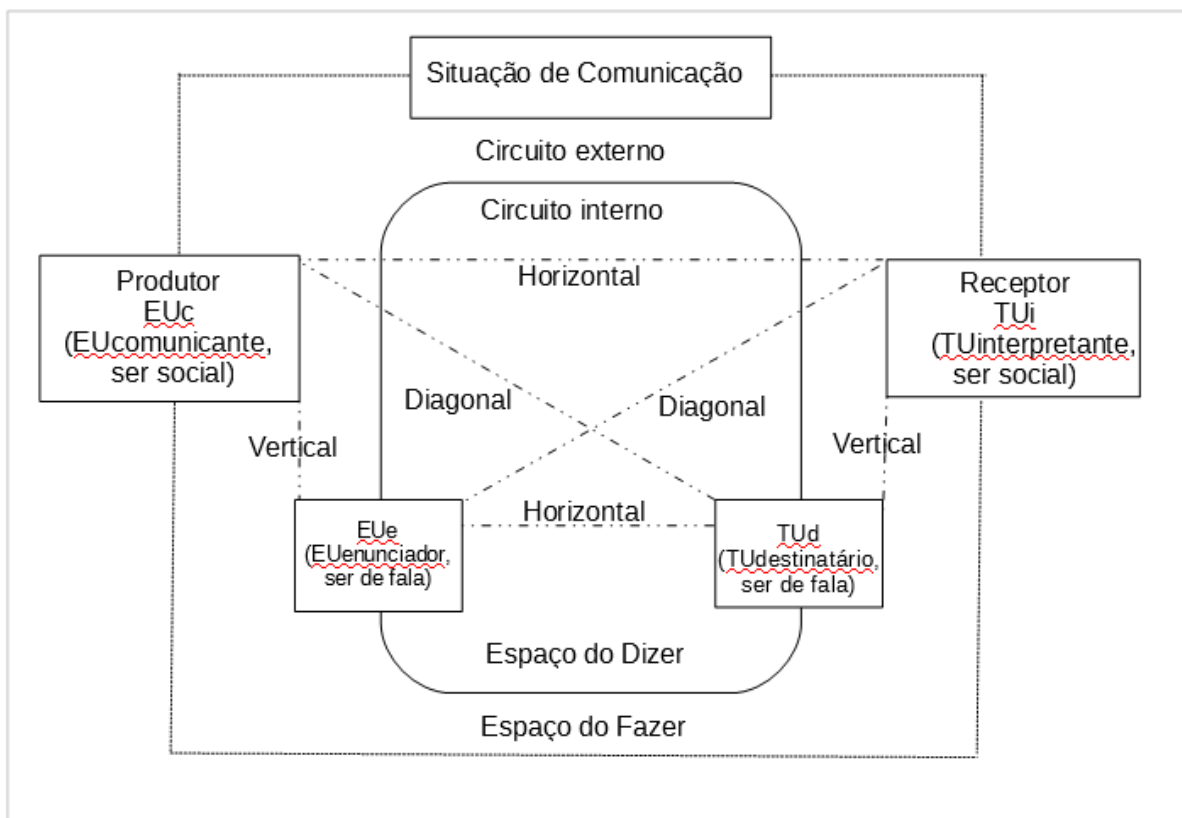 Situação de Comunicação
Circuito externo
Circuito interno
Horizontal
Produtor
EUc
(EUcomunicante,
ser social)
Receptor
TUi
(TUinterpretante,
ser social)
Diagonal
Diagonal
Vertical
Vertical
Horizontal
EUe
(EUenunciador,
ser de fala)
TUd
(TUdestinatário,
ser de fala)
Espaço do Dizer
Espaço do Fazer